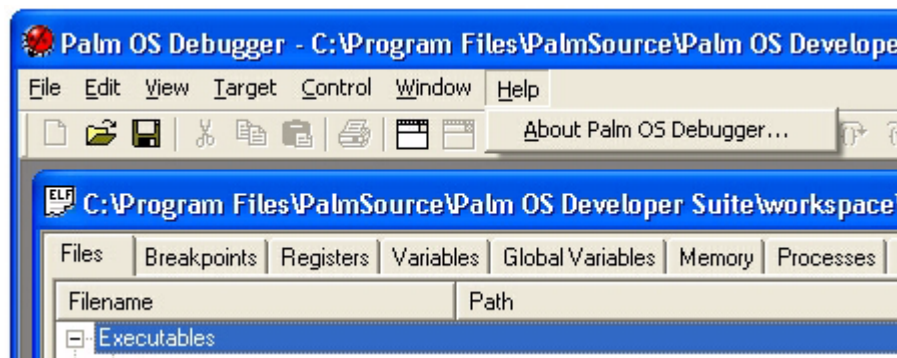 Palm OS Debugger - C:\Program Files\PalmSource\Palm OS Develope
File Edit View Target Control Window Help
About Palm OS Debugger...
ELF C:\Program Files\PalmSource\Palm OS Developer Suite\workspace\
Files Breakpoints Registers Variables Global Variables Memory Processes
Filename Path
Executables